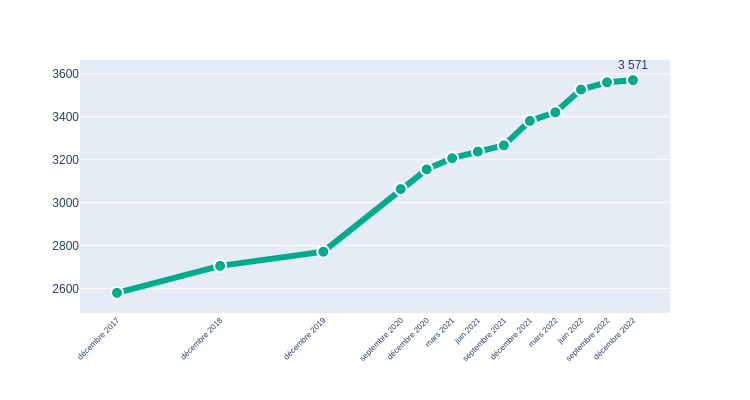 3 571
3600
3400
3200
3000
2800
2600
décembre 2017
décembre 2018
décembre 2019
septembre 2020
décembre 2020
mars 2021
juin 2021
septembre 2021
décembre 2021
mars 2022
juin 2022
septembre 2022
décembre 2022